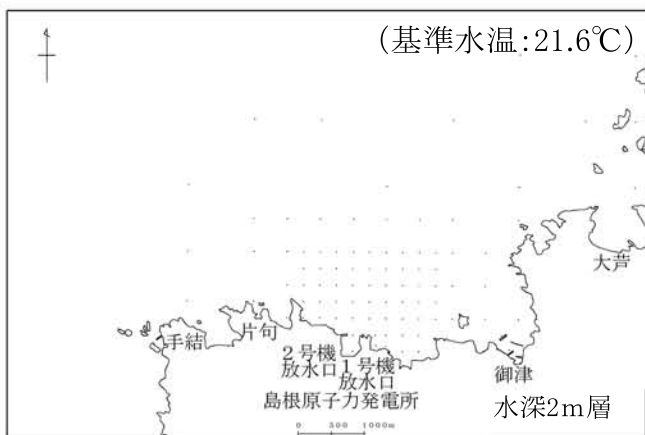 (基準水温:21.6℃)
大芦
手結
片句
2号機
放水口
1号機
放水口
御津
島根原子力発電所
水深2m層
0 500 1000m